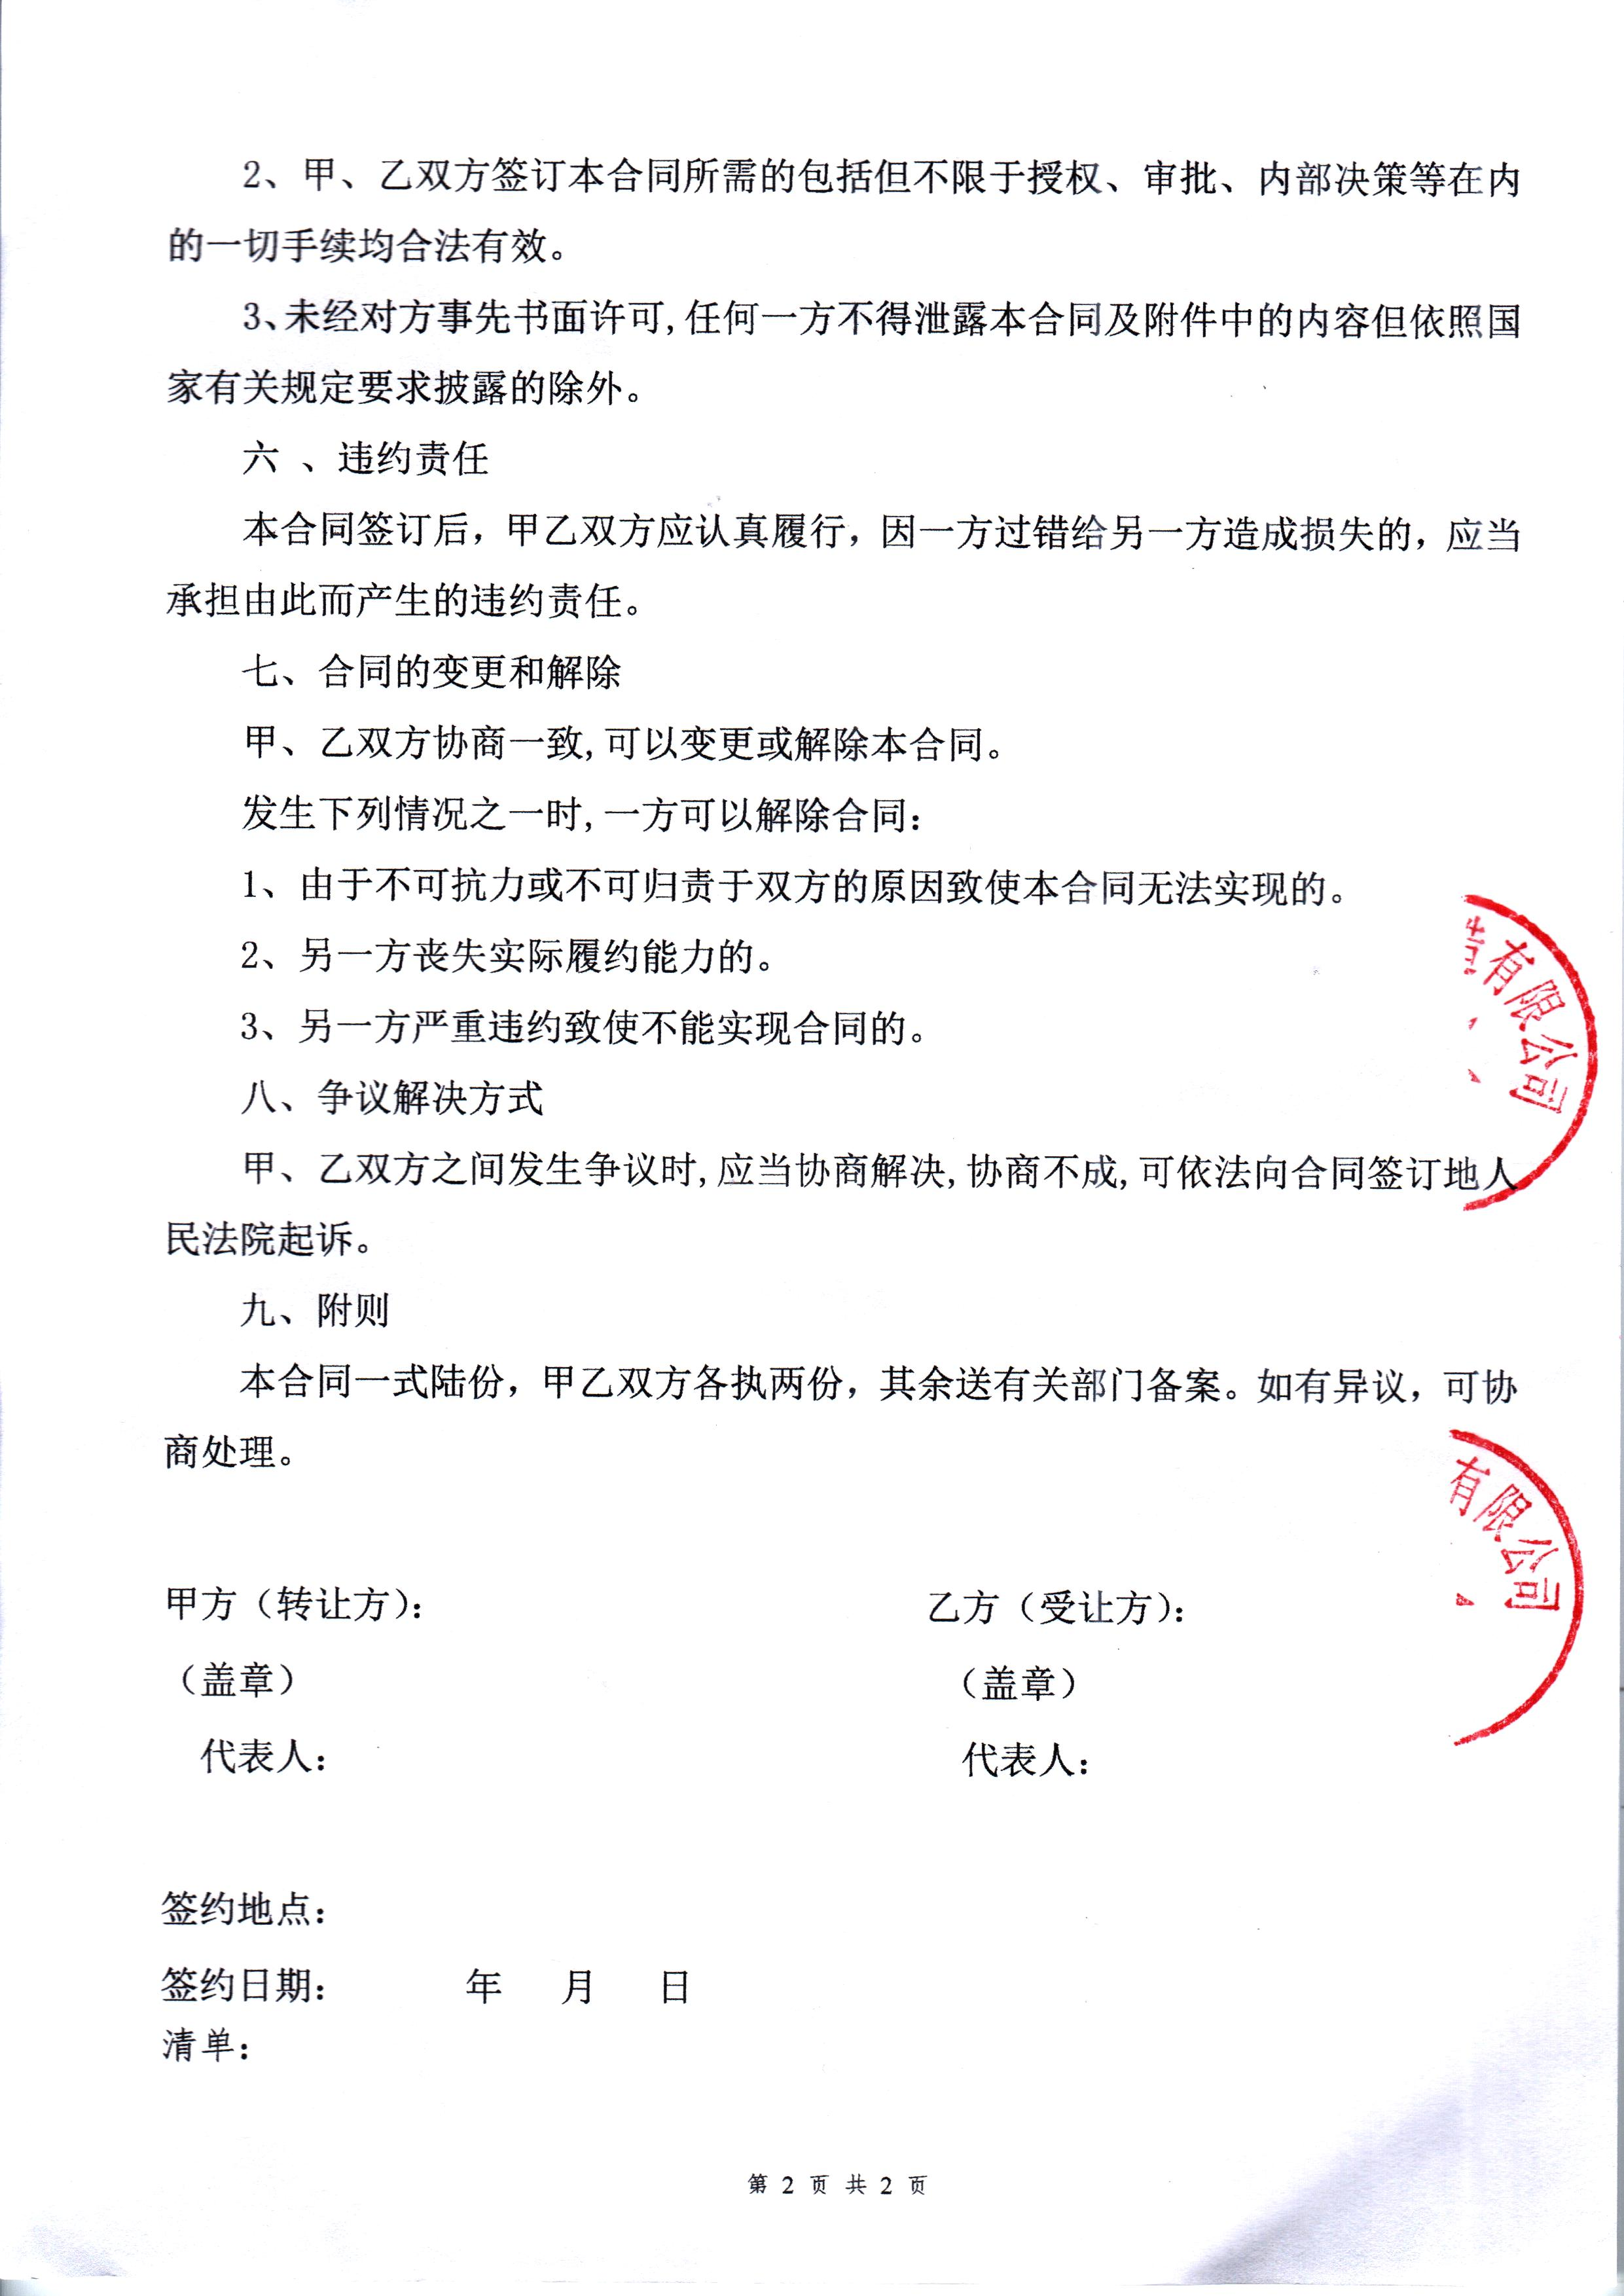 2、甲、乙双方签订本合同所需的包括但不限于授权、审批、内部决策等在内
的一切手续均合法有效。
3、未经对方事先书面许可,任何一方不得泄露本合同及附件中的内容但依照国
家有关规定要求披露的除外。
六 、违约责任
本合同签订后，甲乙双方应认真履行，因一方过错给另一方造成损失的，应当
承担由此而产生的违约责任。
七、合同的变更和解除
甲、乙双方协商一致,可以变更或解除本合同。
发生下列情况之一时,一方可以解除合同：
1、由于不可抗力或不可归责于双方的原因致使本合同无法实现的。
2、另一方丧失实际履约能力的。
3、另一方严重违约致使不能实现合同的。
有限公司
八、争议解决方式
甲、乙双方之间发生争议时,应当协商解决,协商不成,可依法向合同签订地人
民法院起诉。
九、附则
本合同一式陆份，甲乙双方各执两份，其余送有关部门备案。如有异议，可协
商处理。
有限公司
甲方（转让方）： 乙方（受让方）：
（盖章） （盖章）
代表人： 代表人：
签约地点：
签约日期： 年 月 日
清单：
第 2 页 共 2 页